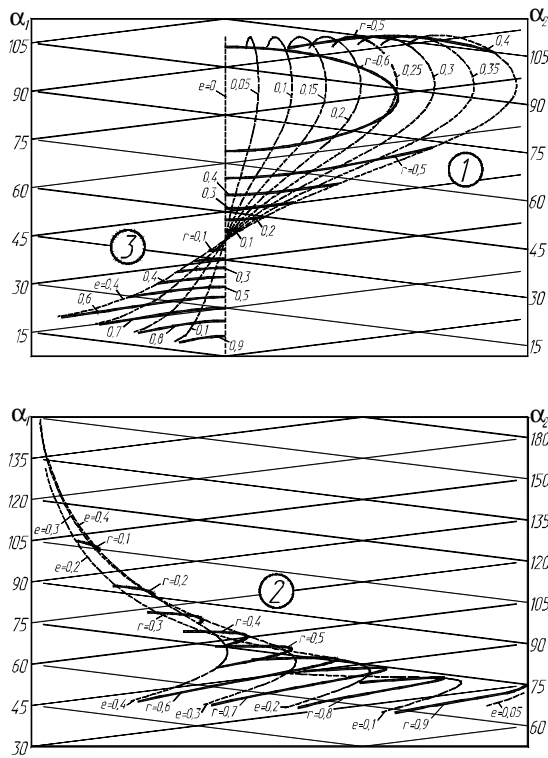 α₁
α₂
105
90
75
60
45
30
15
105
90
75
60
45
30
15
e=0
0,05
0,1
0,15
0,2
r=0,5
r=0,6
0,25
0,3
0,35
0,4
r=0,5
1
0,4
0,3
0,2
0,1
r=0,1
3
e=0,4
0,4
0,3
0,5
0,6
0,7
0,8
0,1
0,9
α₁
α₂
135
120
105
90
75
60
45
30
180
150
135
120
105
90
75
60
e=0,3
e=0,4
r=0,1
e=0,2
r=0,2
2
r=0,3
r=0,4
r=0,5
e=0,4
r=0,6
e=0,3
r=0,7
e=0,2
r=0,8
e=0,1
r=0,9
e=0,05